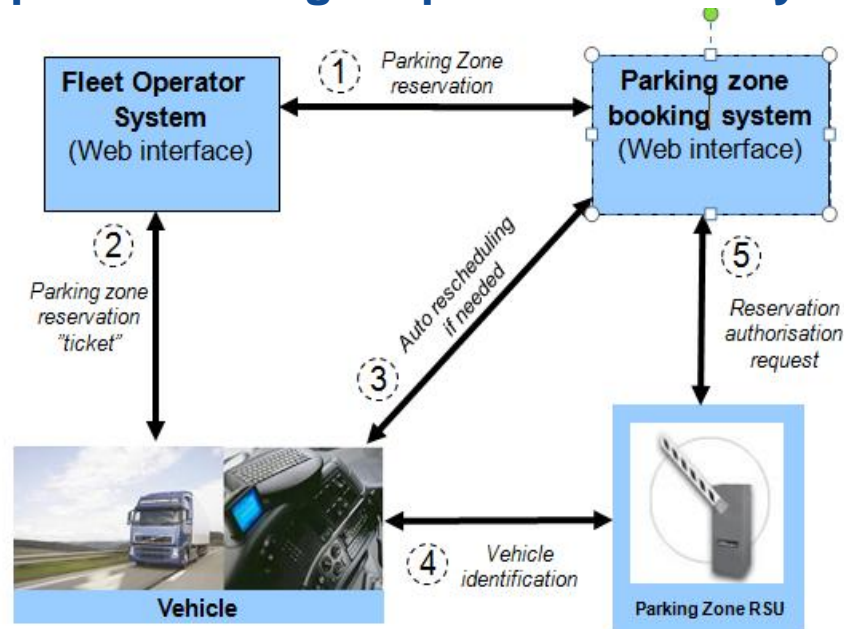 Fleet Operator
System
(Web interface)
1
Parking Zone
reservation
Parking zone
booking system
(Web interface)
2
Parking zone
reservation
"ticket"
Auto rescheduling
if needed
3
5
Reservation
authorisation
request
4
Vehicle
identification
Vehicle
Parking Zone RSU